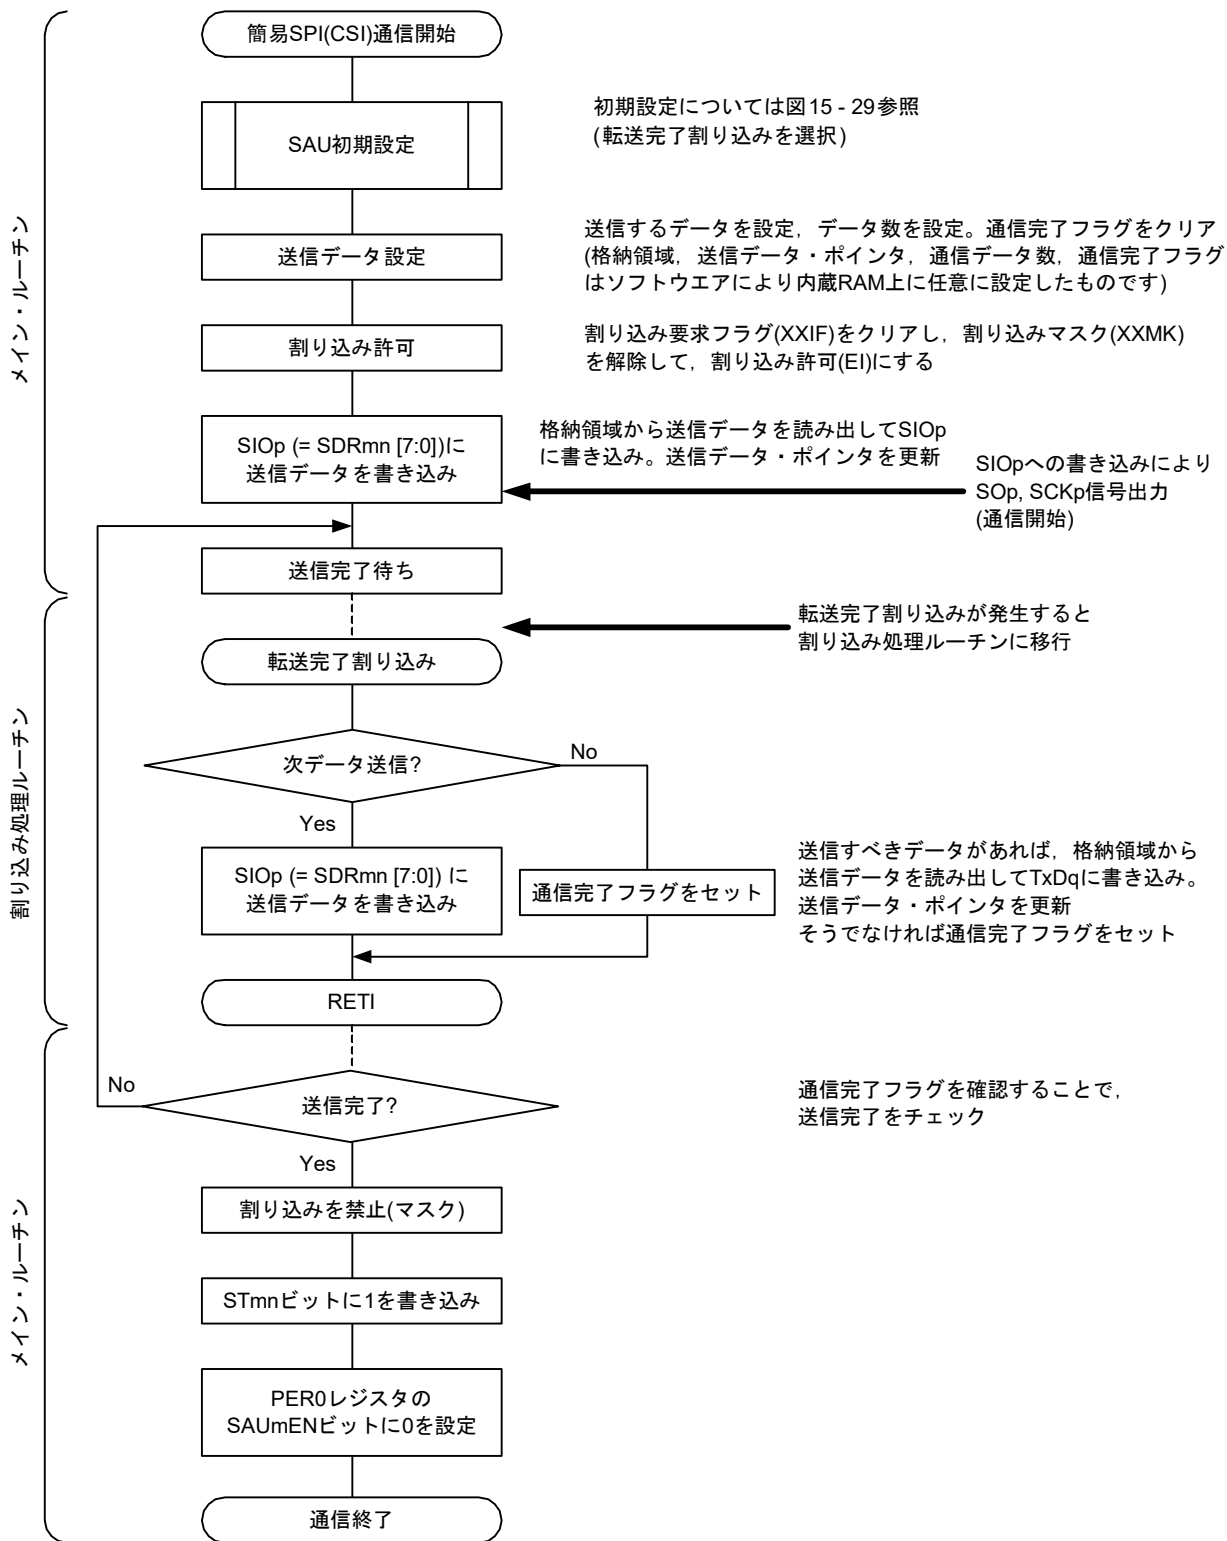 簡易SPI(CSI)通信開始
SAU初期設定
初期設定については図15 - 29参照
(転送完了割り込みを選択)
メイン・ルーチン
送信データ設定
送信するデータを設定，データ数を設定。通信完了フラグをクリア
(格納領域，送信データ・ポインタ，通信データ数，通信完了フラグ
はソフトウエアにより内蔵RAM上に任意に設定したものです)
割り込み許可
割り込み要求フラグ(XXIF)をクリアし，割り込みマスク(XXMK)
を解除して，割り込み許可(EI)にする
SIOp (= SDRmn [7:0])に
送信データを書き込み
格納領域から送信データを読み出してSIOp
に書き込み。送信データ・ポインタを更新
SIOpへの書き込みにより
SOp, SCKp信号出力
(通信開始)
送信完了待ち
転送完了割り込みが発生すると
割り込み処理ルーチンに移行
転送完了割り込み
割り込み処理ルーチン
次データ送信?
No
Yes
SIOp (= SDRmn [7:0]) に
送信データを書き込み
通信完了フラグをセット
送信すべきデータがあれば，格納領域から
送信データを読み出してTxDqに書き込み。
送信データ・ポインタを更新
そうでなければ通信完了フラグをセット
RETI
No
送信完了?
通信完了フラグを確認することで，
送信完了をチェック
Yes
メイン・ルーチン
割り込みを禁止(マスク)
STmnビットに1を書き込み
PER0レジスタの
SAUmENビットに0を設定
通信終了